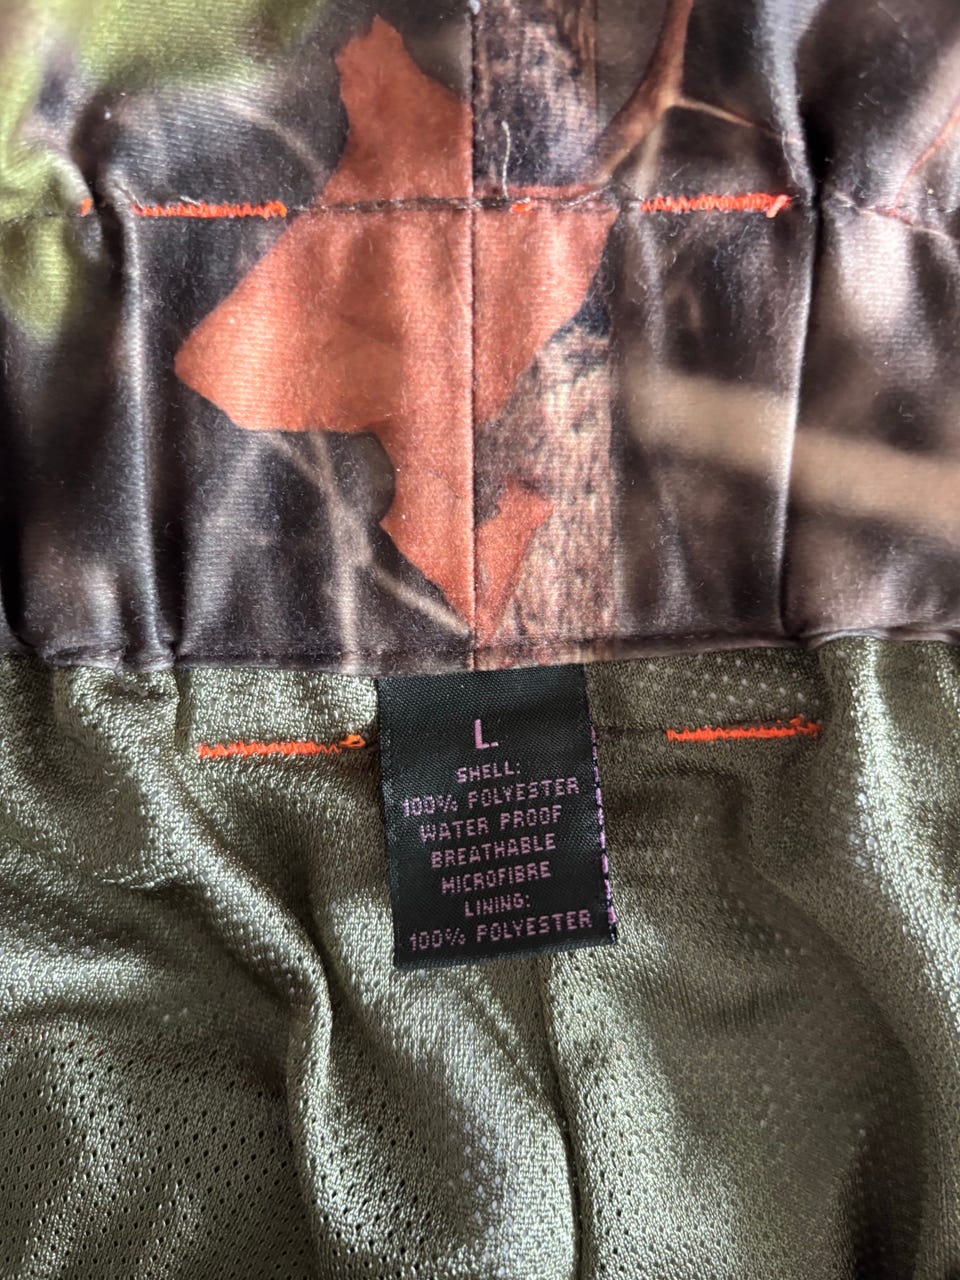 L.
SHELL:
100% POLYESTER
WATER PROOF
BREATHABLE
MICROFIBRE
LINING:
100% POLYESTER